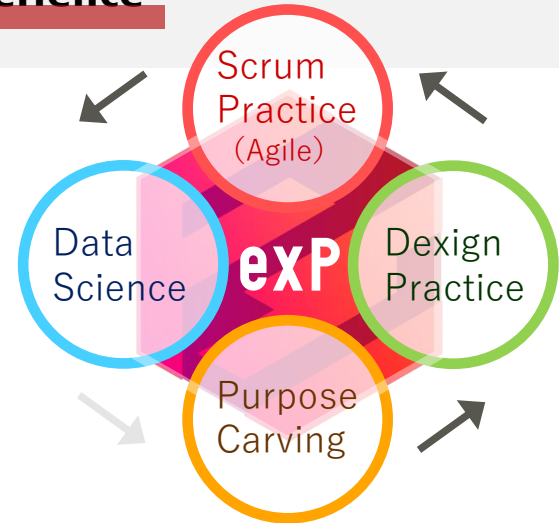 Scrum
Practice
（Agile）
Data
Science
exP
Dexign
Practice
Purpose
Carving